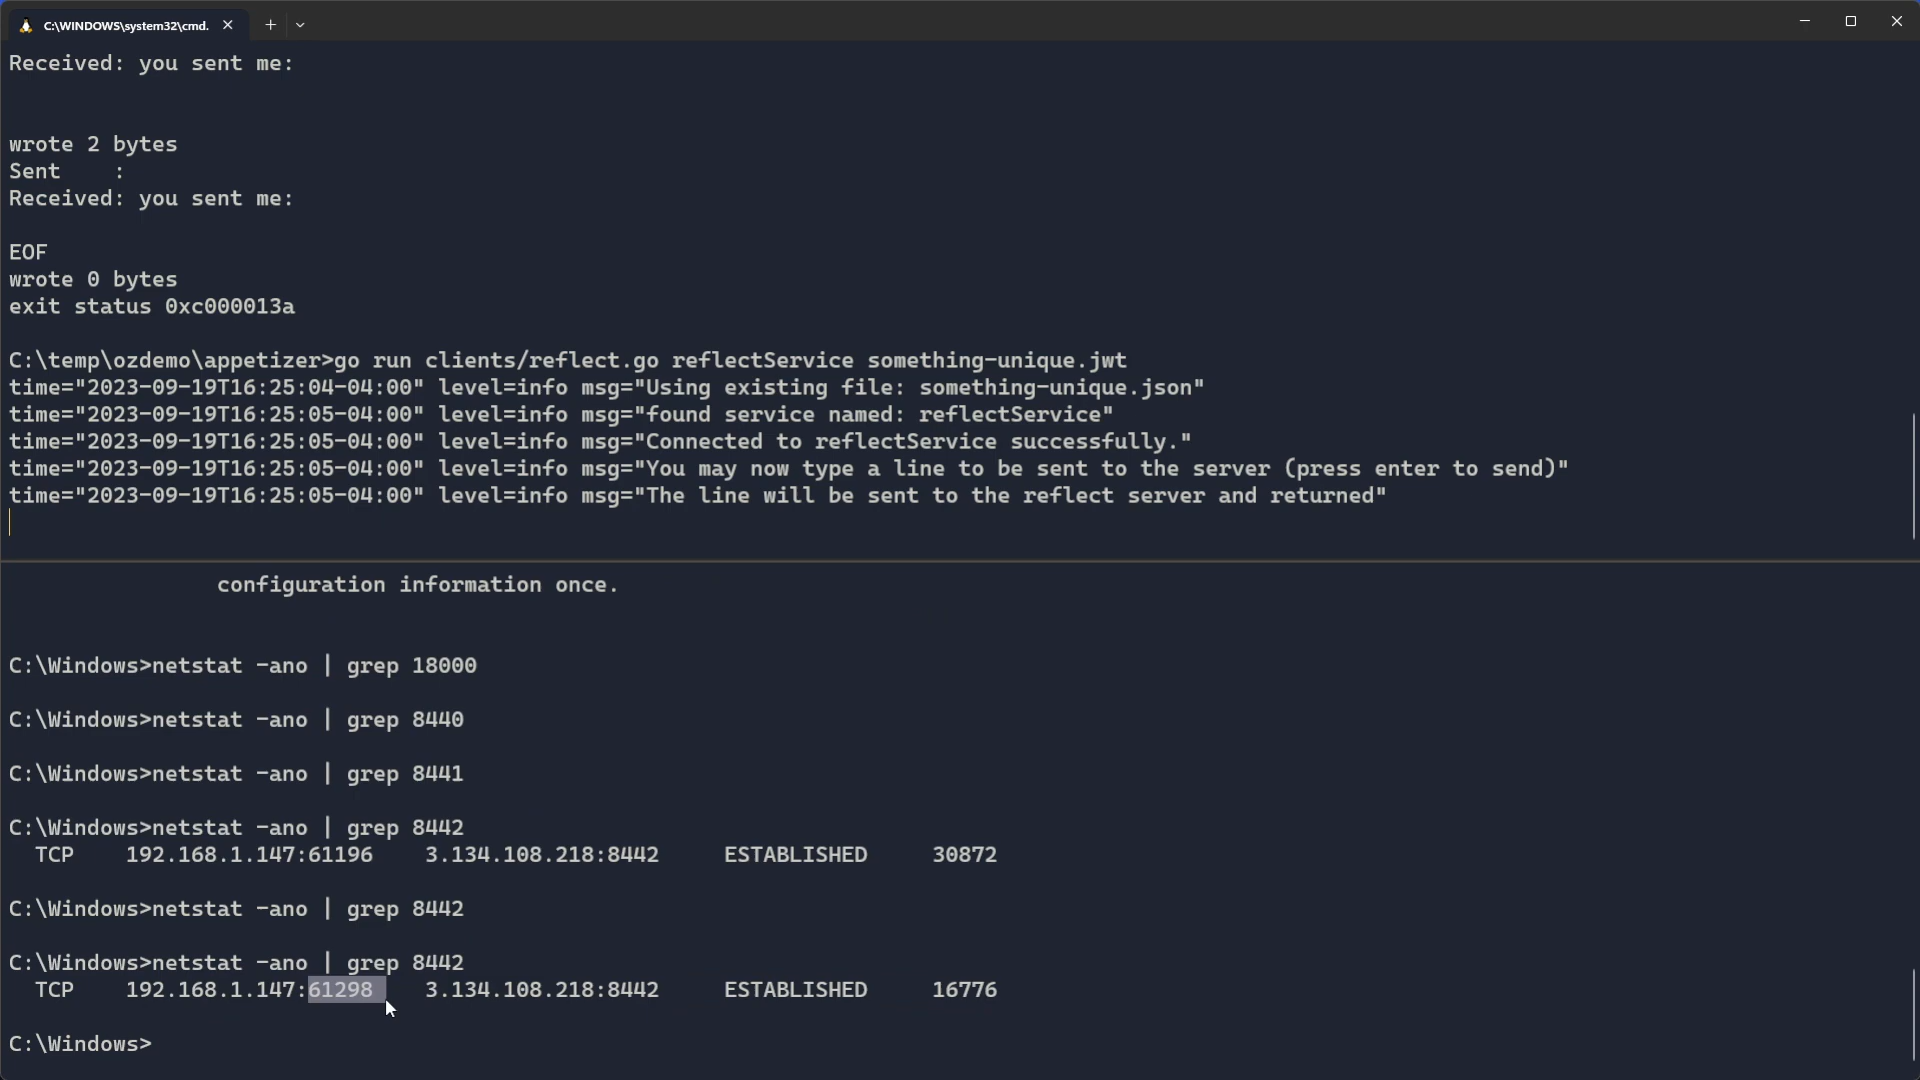 C:\WINDOWS\system32\cmd.
Received: you sent me:
wrote 2 bytes
Sent    :
Received: you sent me:
EOF
wrote 0 bytes
exit status 0xc000013a
C:\temp\ozdemo\appetizer>go run clients/reflect.go reflectService something-unique.jwt
time="2023-09-19T16:25:04-04:00" level=info msg="Using existing file: something-unique.json"
time="2023-09-19T16:25:05-04:00" level=info msg="found service named: reflectService"
time="2023-09-19T16:25:05-04:00" level=info msg="Connected to reflectService successfully."
time="2023-09-19T16:25:05-04:00" level=info msg="You may now type a line to be sent to the server (press enter to send)"
time="2023-09-19T16:25:05-04:00" level=info msg="The line will be sent to the reflect server and returned"
configuration information once.
C:\Windows>netstat -ano | grep 18000
C:\Windows>netstat -ano | grep 8440
C:\Windows>netstat -ano | grep 8441
C:\Windows>netstat -ano | grep 8442
  TCP    192.168.1.147:61196    3.134.108.218:8442     ESTABLISHED     30872
C:\Windows>netstat -ano | grep 8442
C:\Windows>netstat -ano | grep 8442
  TCP    192.168.1.147:61298    3.134.108.218:8442     ESTABLISHED     16776
C:\Windows>